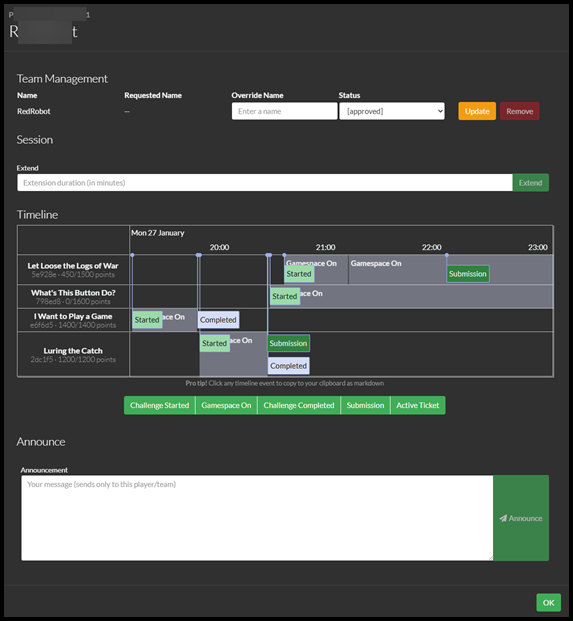 Team Management
Name Requested Name Override Name Status
RedRobot -- Enter a name [approved] Update Remove
Session
Extend
Extension duration (in minutes) Extend
Timeline
Mon 27 January
20:00 21:00 22:00 23:00
Let Loose the Logs of War
5e928e - 450/1500 points
Gamespace On Gamespace On
Started Submission
What's This Button Do?
798ed8 - 0/1600 points
Started ce On
I Want to Play a Game
e6f6d5 - 1400/1400 points
Started ace On Completed
Luring the Catch
2dc1f5 - 1200/1200 points
Started ce On Submission
Completed
Pro tip! Click any timeline event to copy to your clipboard as markdown
Challenge Started Gamespace On Challenge Completed Submission Active Ticket
Announce
Announcement
Your message (sends only to this player/team)
Announce
OK